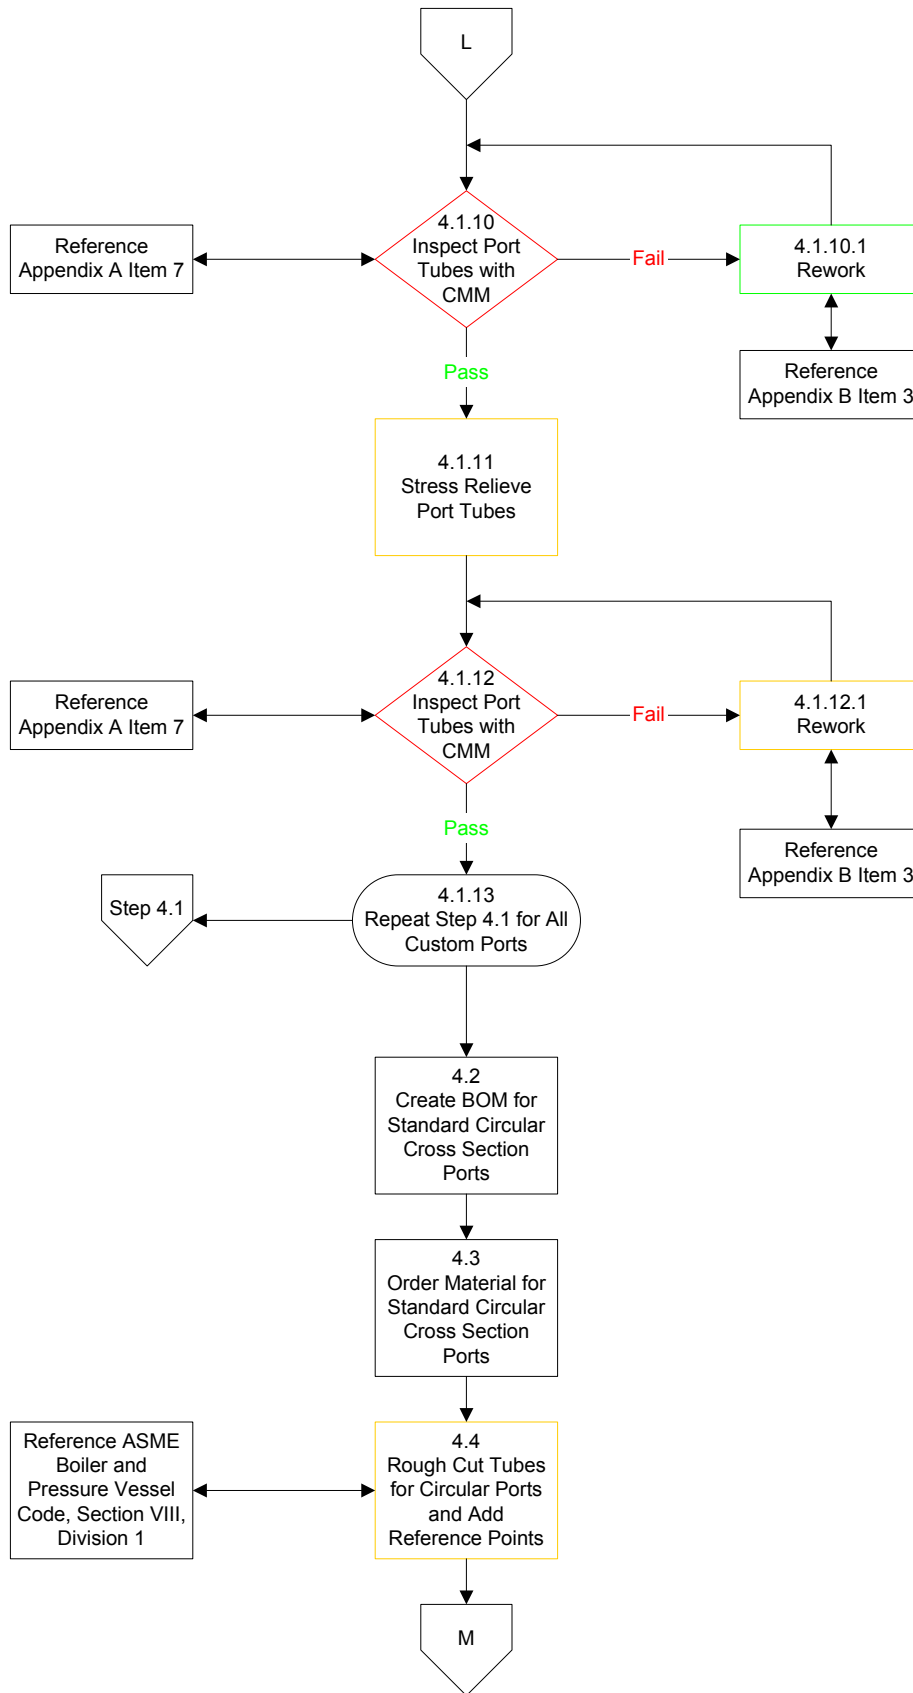 L
4.1.10
Inspect Port
Tubes with
CMM
Reference
Appendix A Item 7
Fail
4.1.10.1
Rework
Reference
Appendix B Item 3
Pass
4.1.11
Stress Relieve
Port Tubes
4.1.12
Inspect Port
Tubes with
CMM
Reference
Appendix A Item 7
Fail
4.1.12.1
Rework
Reference
Appendix B Item 3
Pass
4.1.13
Repeat Step 4.1 for All
Custom Ports
Step 4.1
4.2
Create BOM for
Standard Circular
Cross Section
Ports
4.3
Order Material for
Standard Circular
Cross Section
Ports
Reference ASME
Boiler and
Pressure Vessel
Code, Section VIII,
Division 1
4.4
Rough Cut Tubes
for Circular Ports
and Add
Reference Points
M